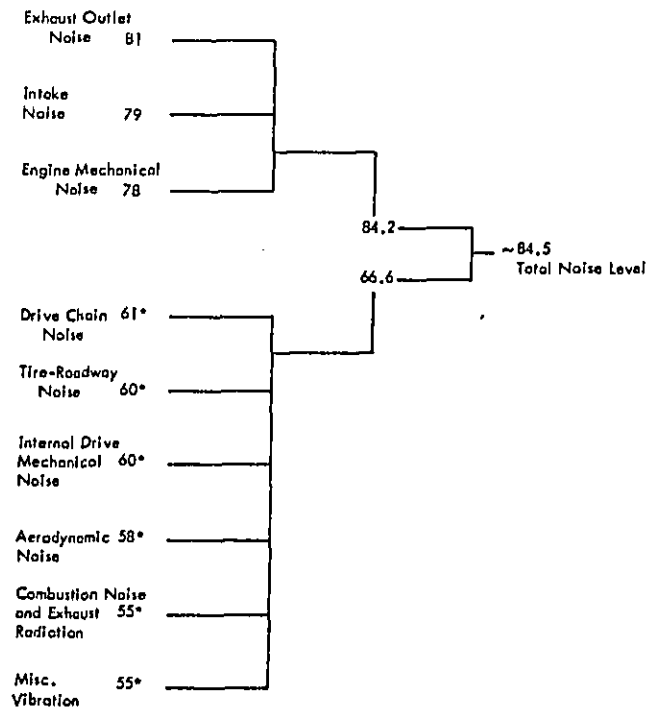 Exhaust Outlet
Noise 81
Intake
Noise 79
Engine Mechanical
Noise 78
84.2
~84.5
Total Noise Level
66.6
Drive Chain 61*
Noise
Tire-Roadway
Noise 60*
Internal Drive
Mechanical 60*
Noise
Aerodynamic 58*
Noise
Combustion Noise
and Exhaust 55*
Radiation
Misc. 55*
Vibration